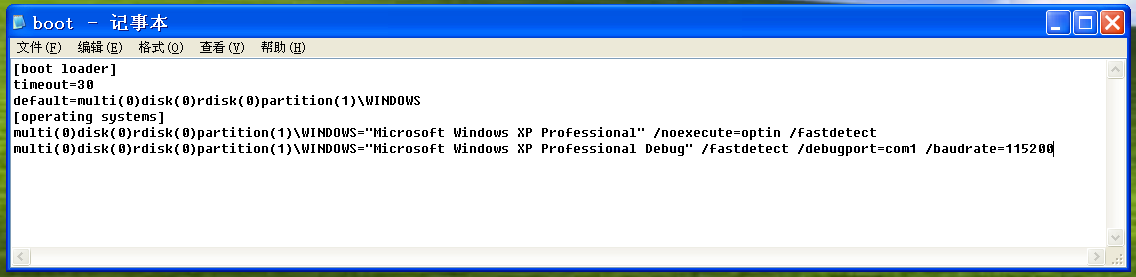 boot - 记事本
文件(F) 编辑(E) 格式(O) 查看(V) 帮助(H)
[boot loader]
timeout=30
default=multi(0)disk(0)rdisk(0)partition(1)\WINDOWS
[operating systems]
multi(0)disk(0)rdisk(0)partition(1)\WINDOWS="Microsoft Windows XP Professional" /noexecute=optin /fastdetect
multi(0)disk(0)rdisk(0)partition(1)\WINDOWS="Microsoft Windows XP Professional Debug" /fastdetect /debugport=com1 /baudrate=115200